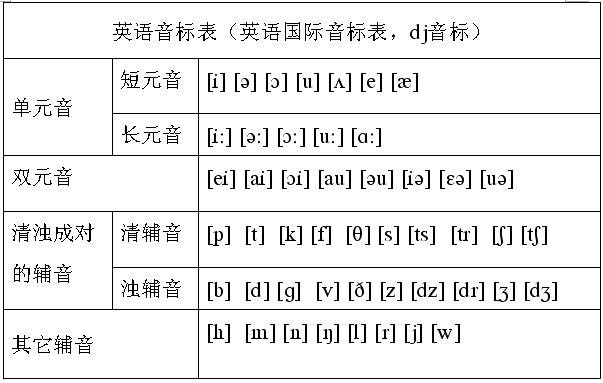 英语音标表（英语国际音标表，dj音标）
单元音
短元音
[i] [ə] [ɔ] [u] [ʌ] [e] [æ]
长元音
[i:] [ə:] [ɔ:] [u:] [ɑ:]
双元音
[ei] [ai] [ɔi] [au] [əu] [iə] [ɛə] [uə]
清浊成对
的辅音
清辅音
[p] [t] [k] [f] [θ] [s] [ts] [tr] [ʃ] [tʃ]
浊辅音
[b] [d] [g] [v] [ð] [z] [dz] [dr] [ʒ] [dʒ]
其它辅音
[h] [m] [n] [ŋ] [l] [r] [j] [w]